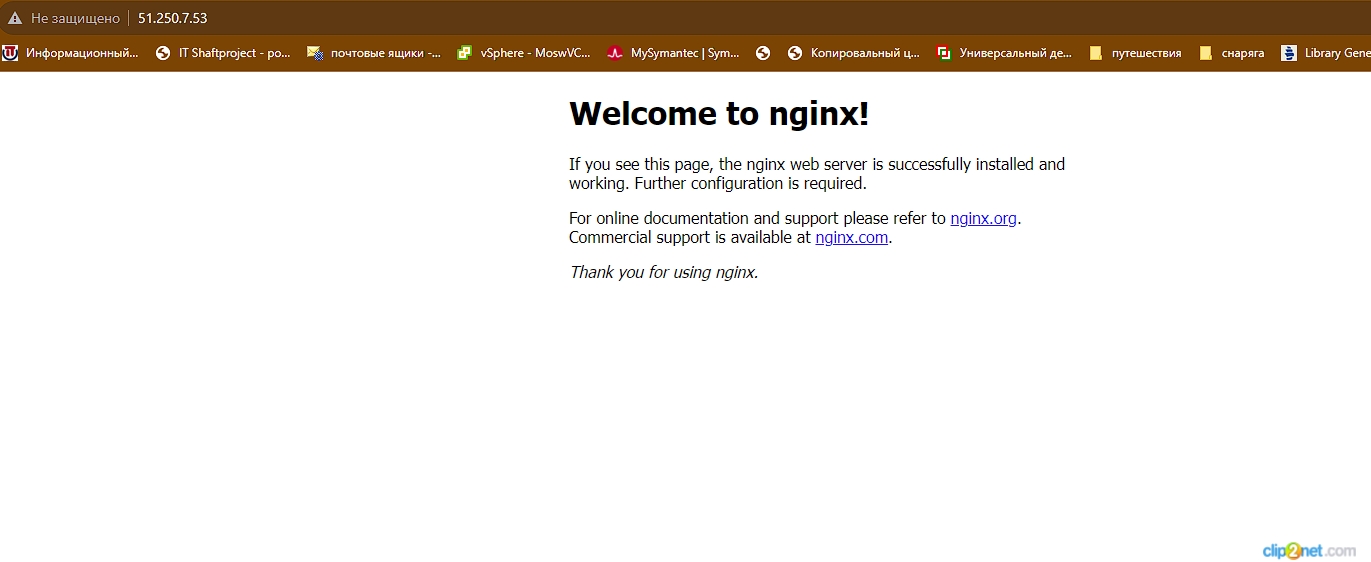 Не защищено 51.250.7.53
Информационный... IT Shaftproject - po... почтовые ящики -... vSphere - MoswVC... MySymantec | Sym... Копировальный ц... Универсальный де... путешествия снаряга Library Gene
Welcome to nginx!
If you see this page, the nginx web server is successfully installed and
working. Further configuration is required.
For online documentation and support please refer to nginx.org.
Commercial support is available at nginx.com.
Thank you for using nginx.
clip2net.com